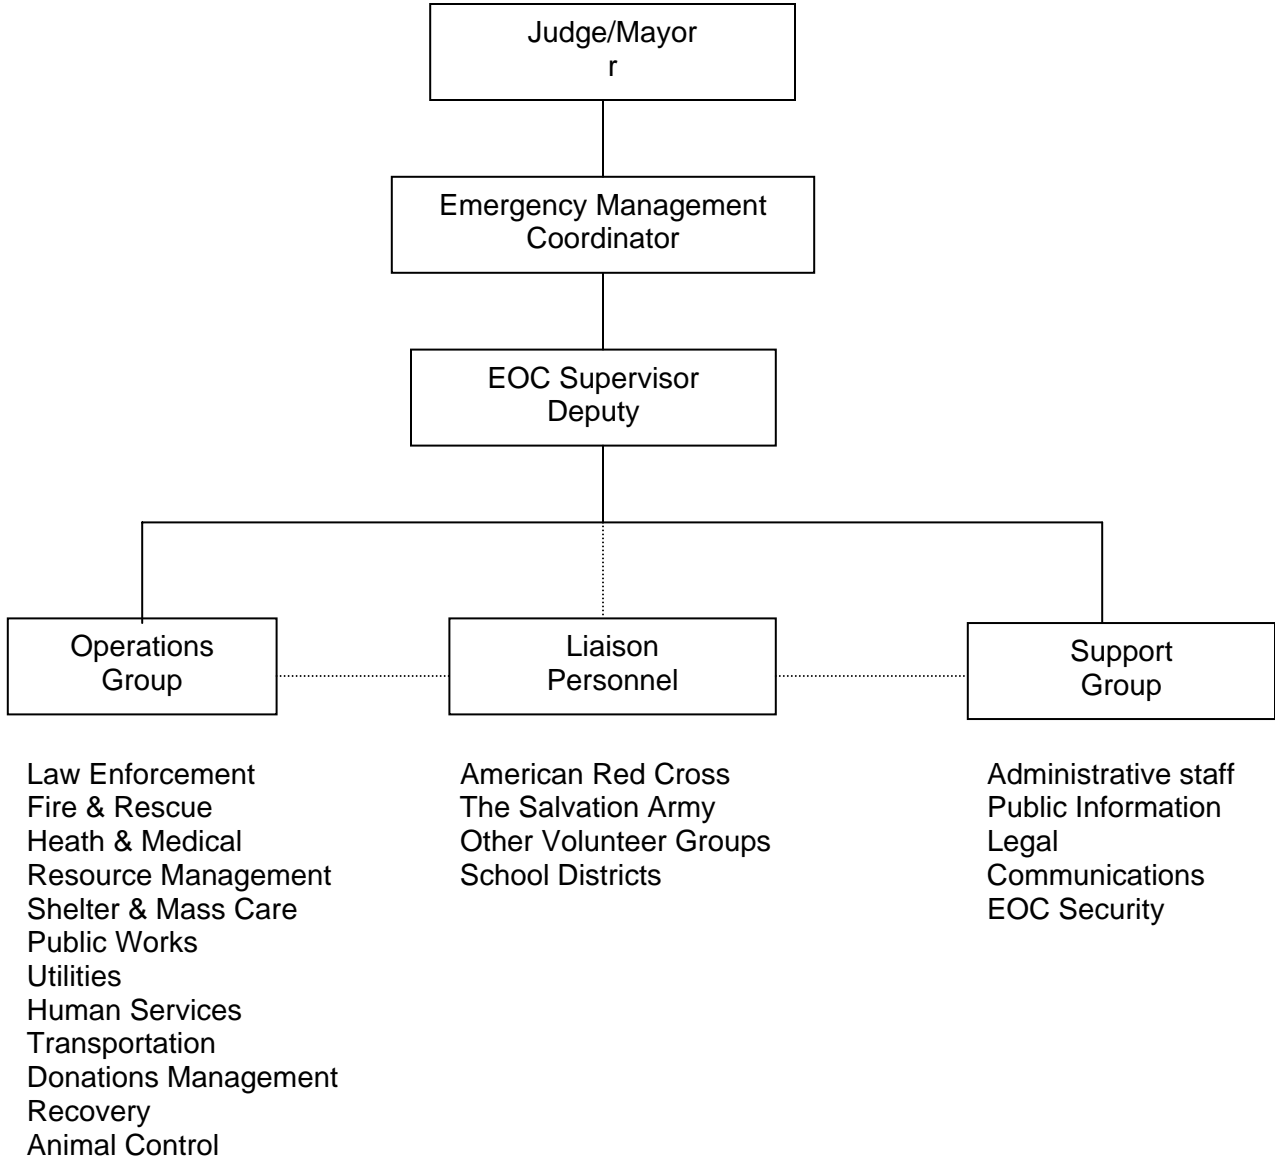 Judge/Mayor
r
Emergency Management
Coordinator
EOC Supervisor
Deputy
Operations
Group
Liaison
Personnel
Support
Group
Law Enforcement
Fire & Rescue
Heath & Medical
Resource Management
Shelter & Mass Care
Public Works
Utilities
Human Services
Transportation
Donations Management
Recovery
Animal Control
American Red Cross
The Salvation Army
Other Volunteer Groups
School Districts
Administrative staff
Public Information
Legal
Communications
EOC Security